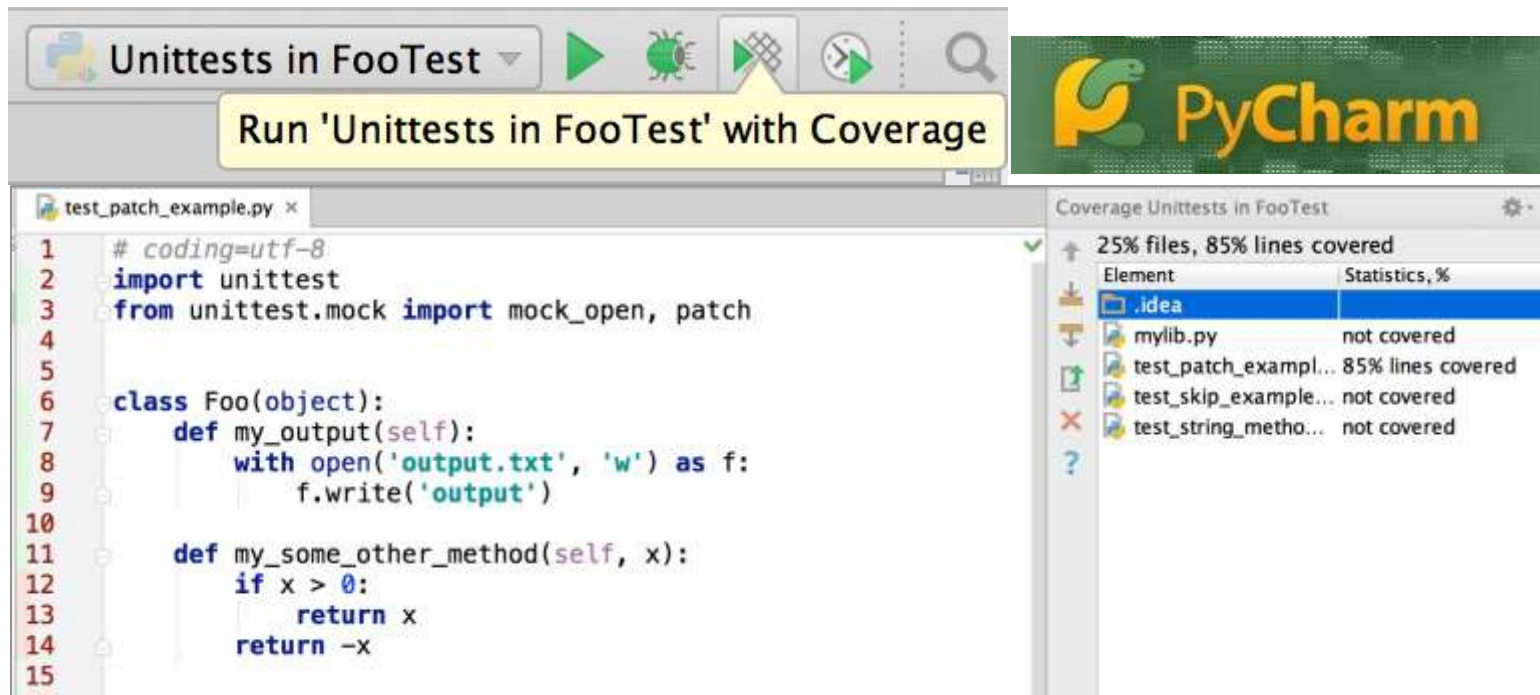 Unittests in FooTest
Run 'Unittests in FooTest' with Coverage
PyCharm
test_patch_example.py ×
Coverage Unittests in FooTest
1 # coding=utf-8
2 import unittest
3 from unittest.mock import mock_open, patch
4
5
6 class Foo(object):
7     def my_output(self):
8         with open('output.txt', 'w') as f:
9             f.write('output')
10
11     def my_some_other_method(self, x):
12         if x > 0:
13             return x
14         return -x
15
25% files, 85% lines covered
Element Statistics, %
.idea
mylib.py not covered
test_patch_exampl... 85% lines covered
test_skip_example... not covered
test_string_metho... not covered
?